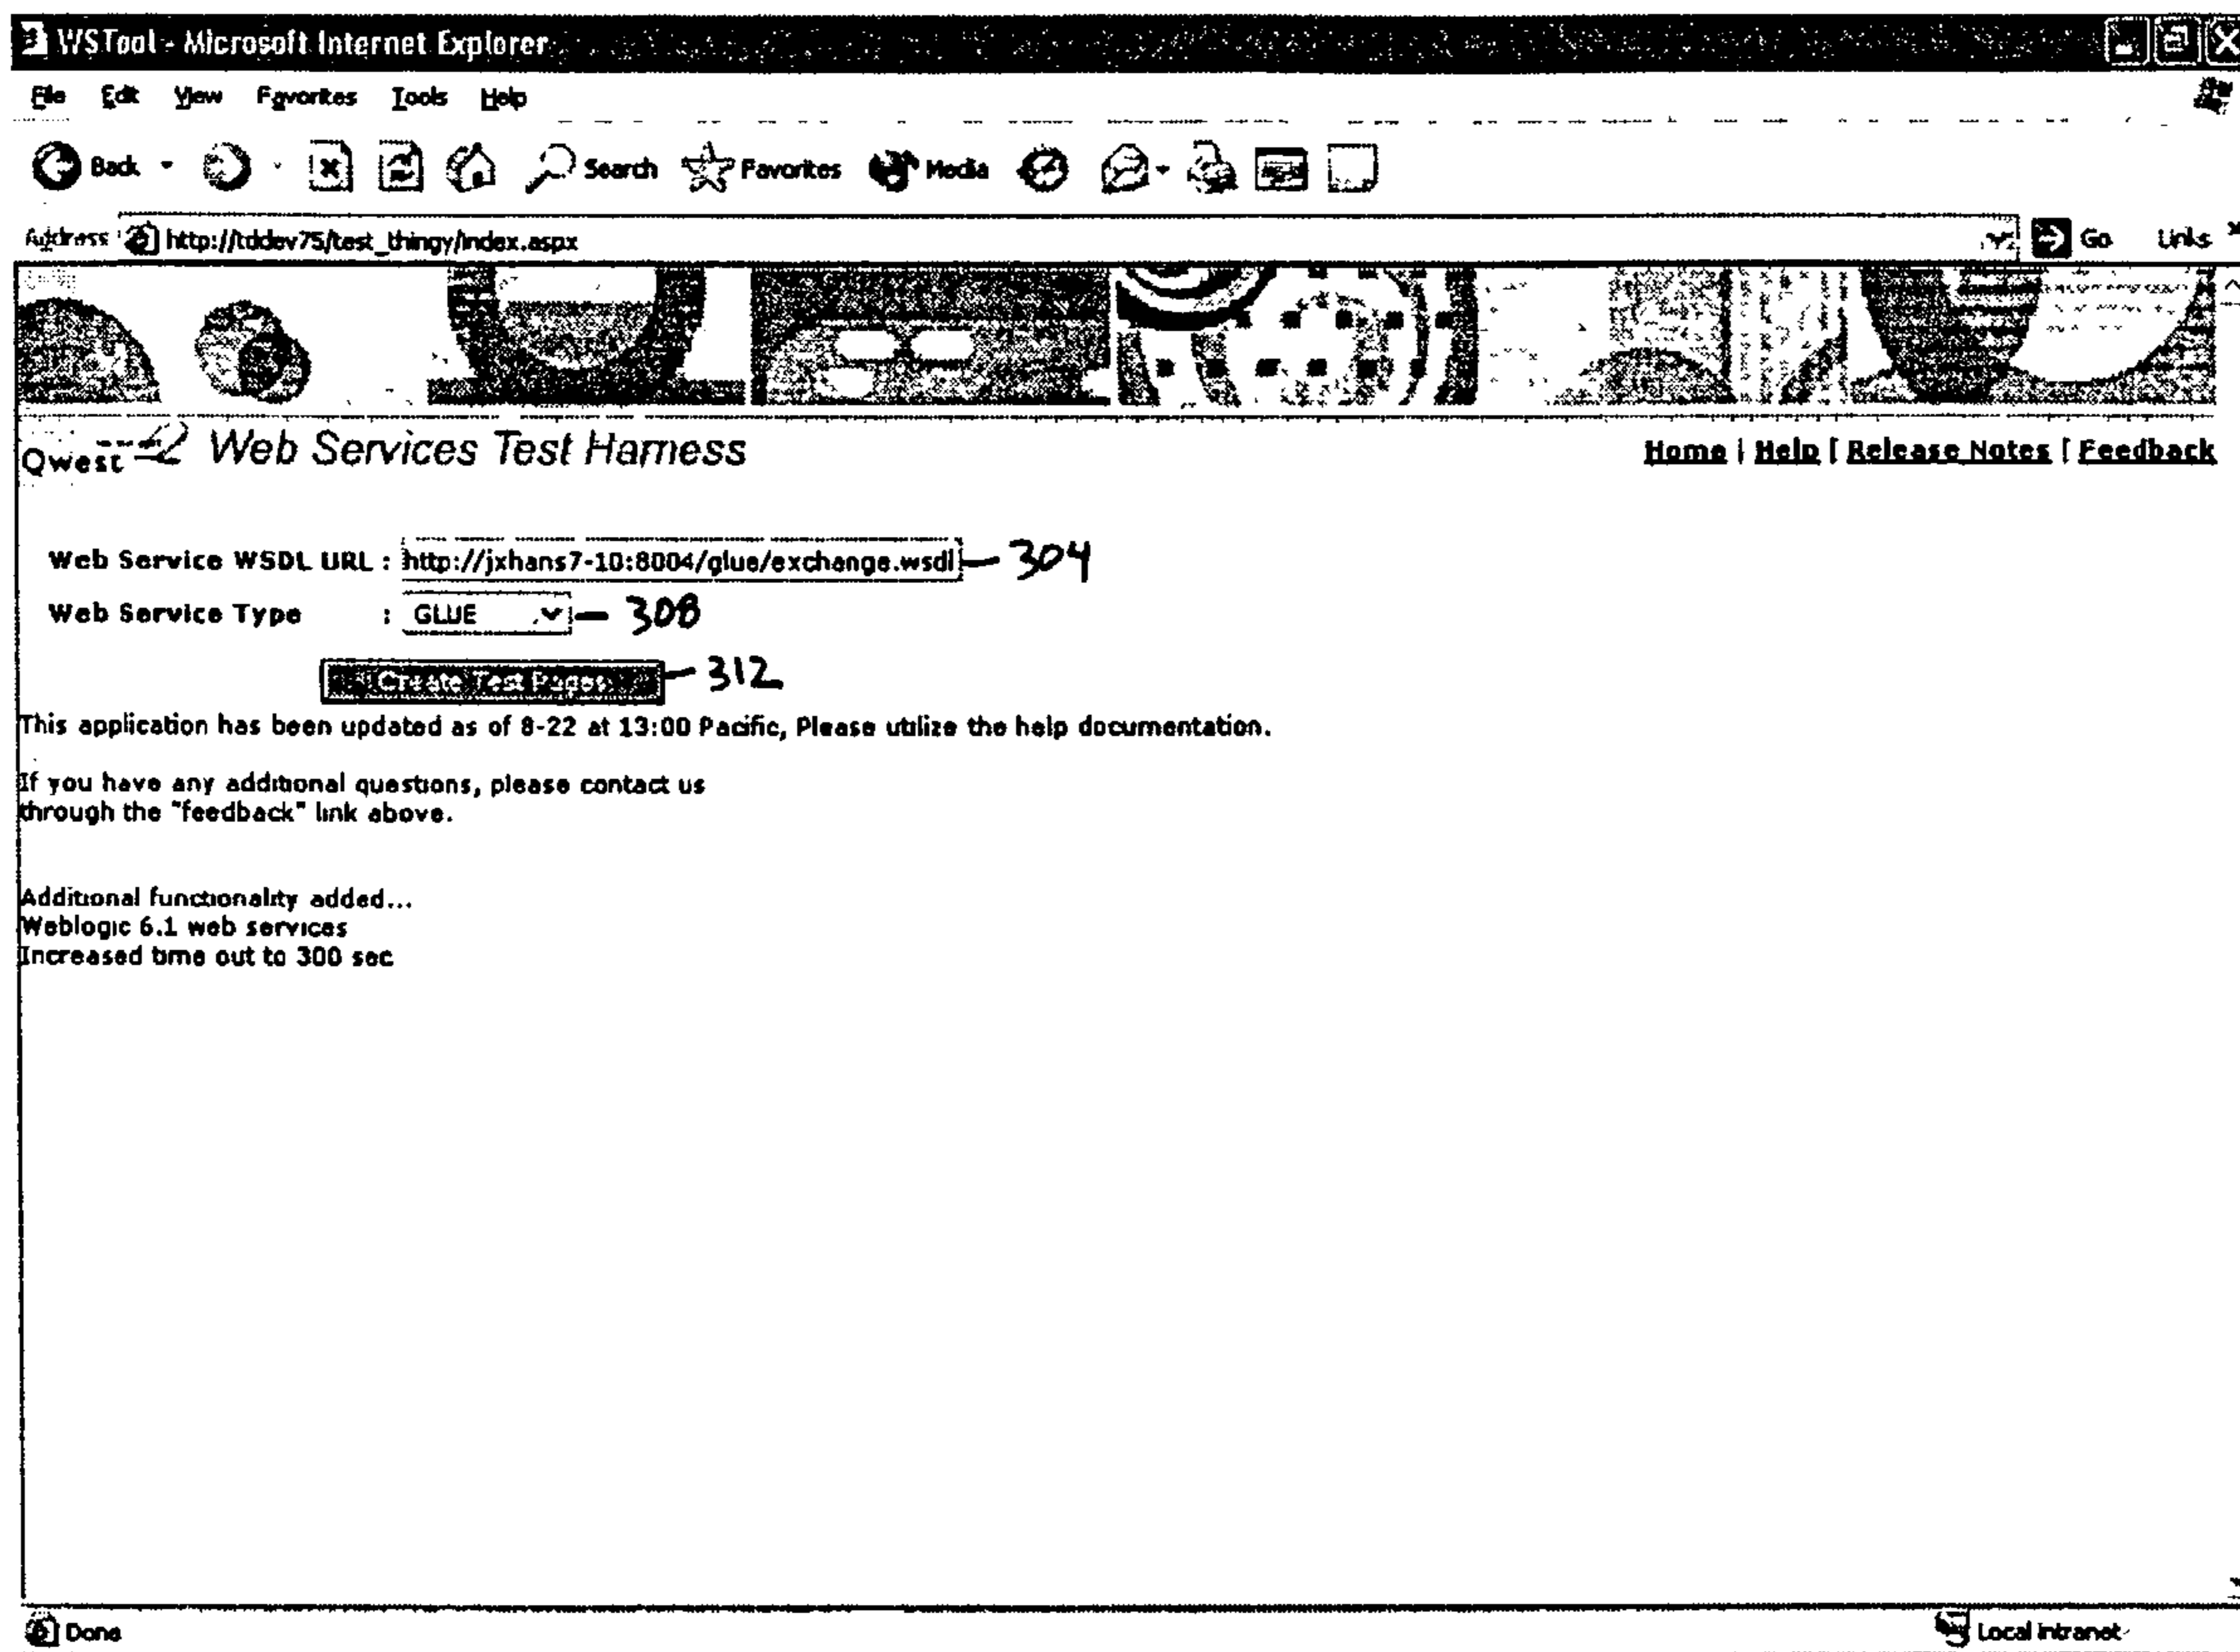 WSTool - Microsoft Internet Explorer
File Edit View Favorites Tools Help
Back Search Favorites Media
Address http://tddev75/test_thingy/index.aspx Go Links
Qwest Web Services Test Harness Home | Help | Release Notes | Feedback
Web Service WSDL URL : http://jxhans7-10:8004/glue/exchange.wsdl 304
Web Service Type : GLUE 308
Create Test Pages 312
This application has been updated as of 8-22 at 13:00 Pacific, Please utilize the help documentation.
If you have any additional questions, please contact us
through the "feedback" link above.
Additional functionality added...
Weblogic 6.1 web services
Increased time out to 300 sec
Done Local intranet